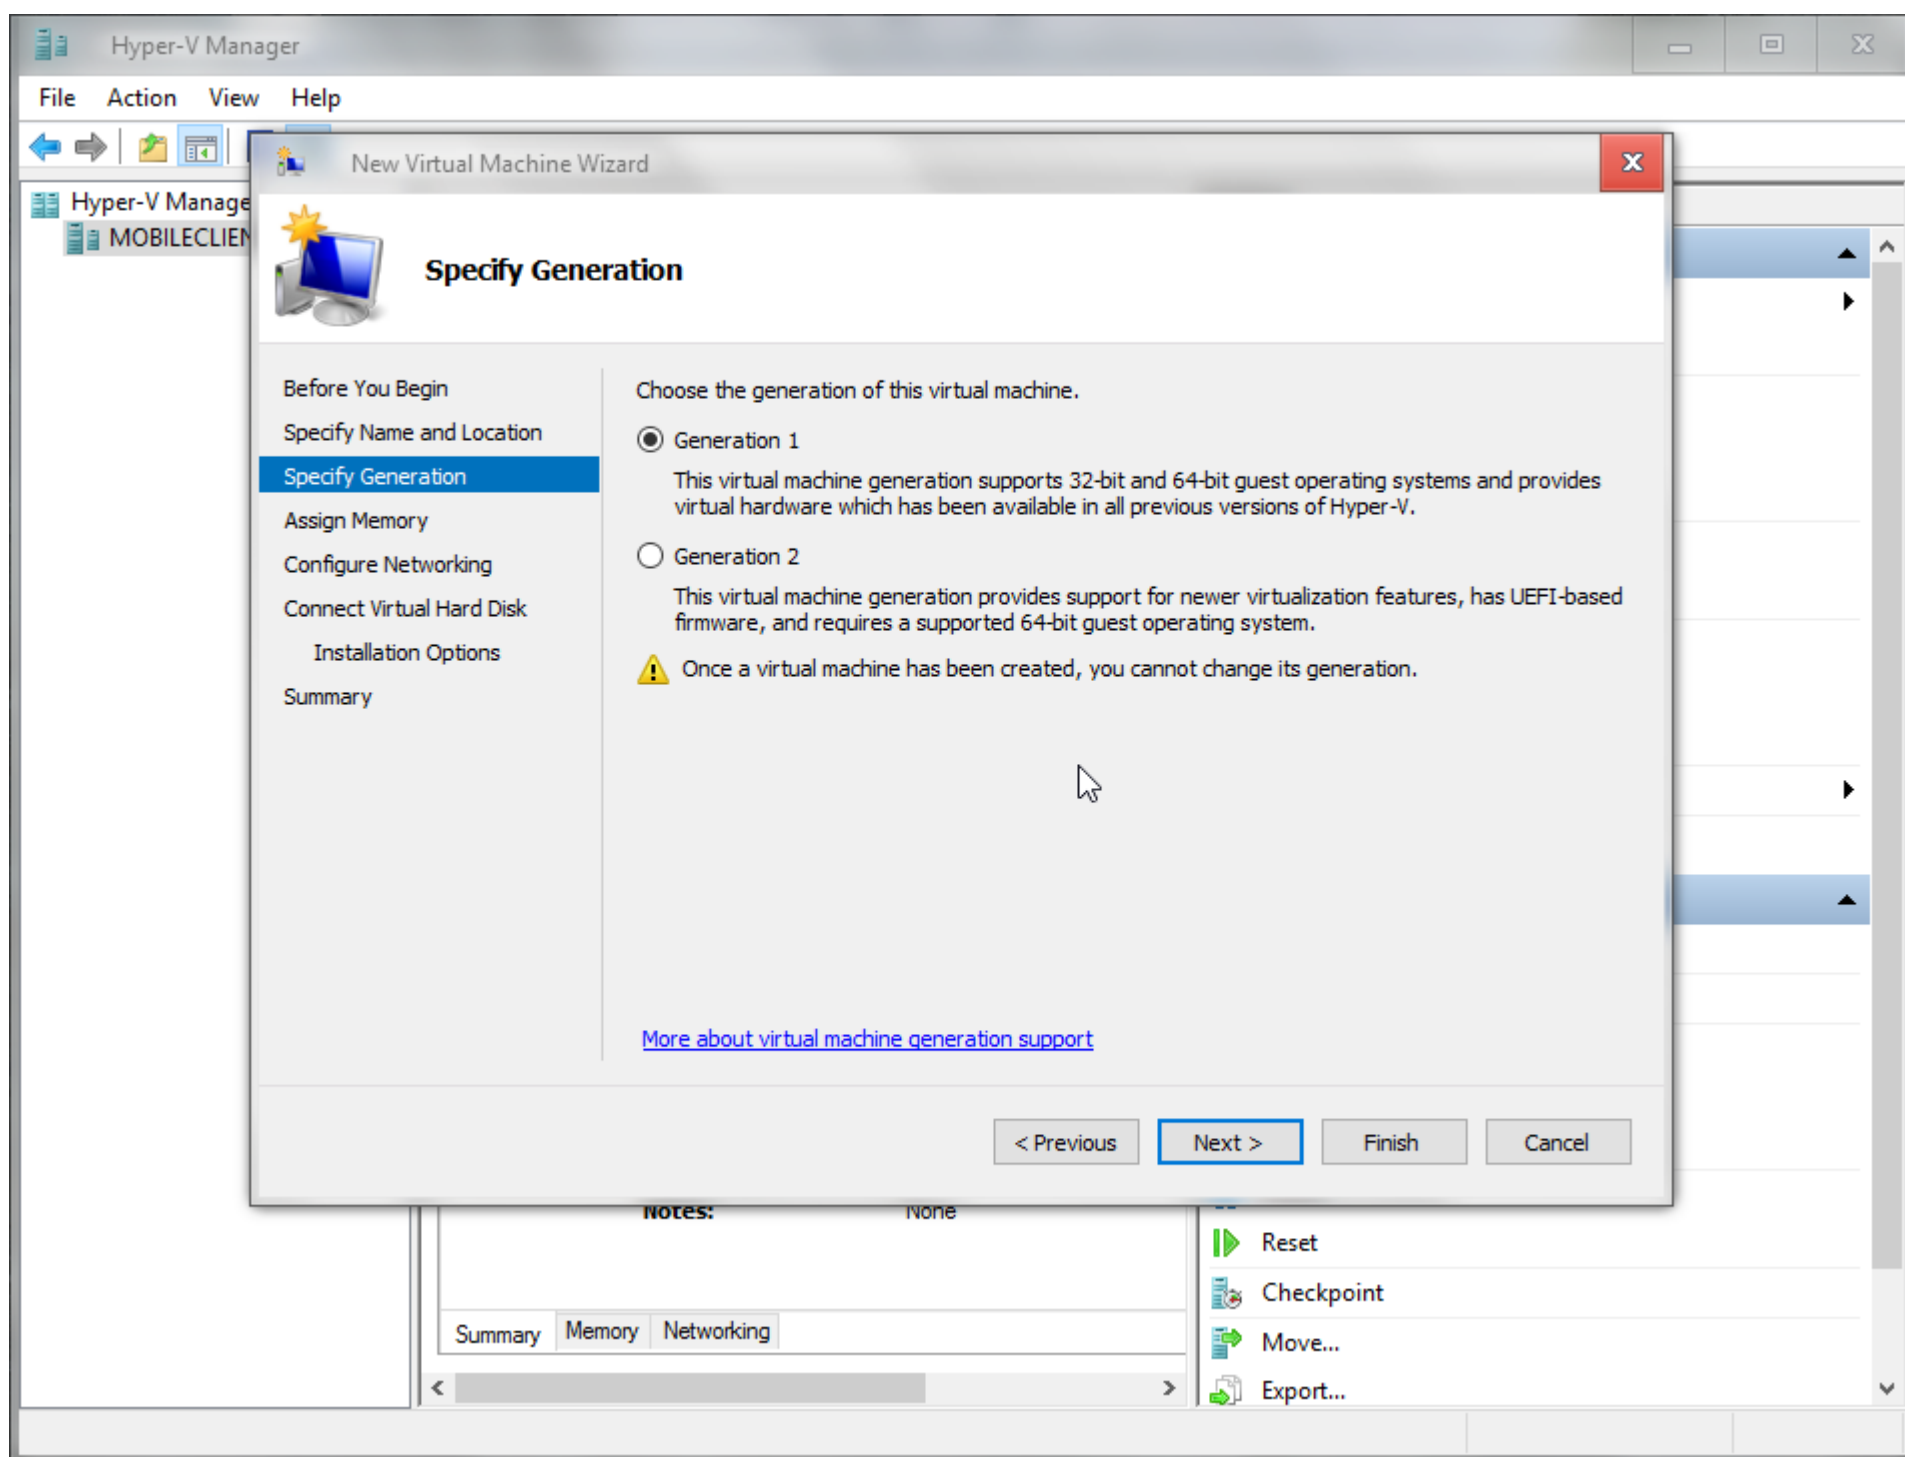 Hyper-V Manager
File Action View Help
New Virtual Machine Wizard
Hyper-V Manage
MOBILECLIEN
Specify Generation
Before You Begin
Specify Name and Location
Specify Generation
Assign Memory
Configure Networking
Connect Virtual Hard Disk
Installation Options
Summary
Choose the generation of this virtual machine.
Generation 1
This virtual machine generation supports 32-bit and 64-bit guest operating systems and provides
virtual hardware which has been available in all previous versions of Hyper-V.
Generation 2
This virtual machine generation provides support for newer virtualization features, has UEFI-based
firmware, and requires a supported 64-bit guest operating system.
Once a virtual machine has been created, you cannot change its generation.
More about virtual machine generation support
< Previous Next > Finish Cancel
Notes: None
Summary Memory Networking
Reset
Checkpoint
Move...
Export...